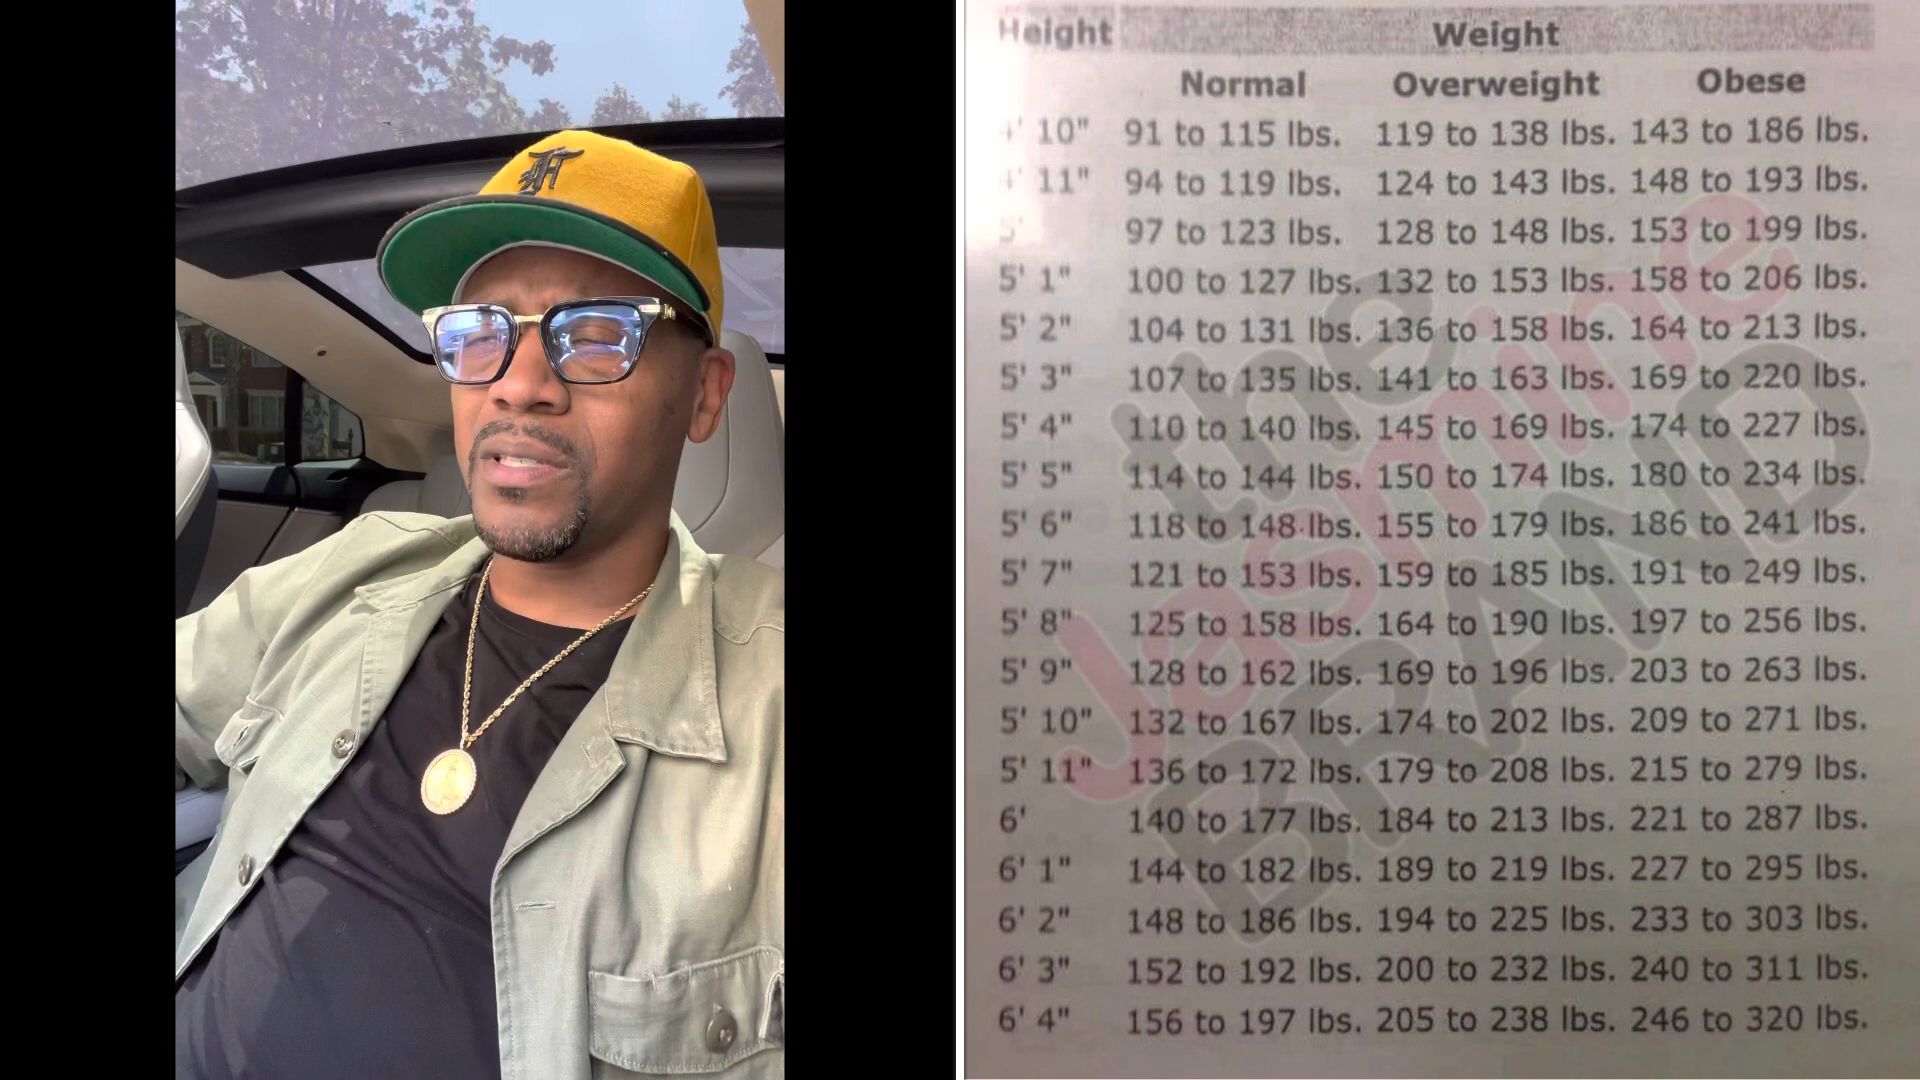 Height Weight
Normal Overweight Obese
4' 10" 91 to 115 lbs. 119 to 138 lbs. 143 to 186 lbs.
4' 11" 94 to 119 lbs. 124 to 143 lbs. 148 to 193 lbs.
5' 97 to 123 lbs. 128 to 148 lbs. 153 to 199 lbs.
5' 1" 100 to 127 lbs. 132 to 153 lbs. 158 to 206 lbs.
5' 2" 104 to 131 lbs. 136 to 158 lbs. 164 to 213 lbs.
5' 3" 107 to 135 lbs. 141 to 163 lbs. 169 to 220 lbs.
5' 4" 110 to 140 lbs. 145 to 169 lbs. 174 to 227 lbs.
5' 5" 114 to 144 lbs. 150 to 174 lbs. 180 to 234 lbs.
5' 6" 118 to 148 lbs. 155 to 179 lbs. 186 to 241 lbs.
5' 7" 121 to 153 lbs. 159 to 185 lbs. 191 to 249 lbs.
5' 8" 125 to 158 lbs. 164 to 190 lbs. 197 to 256 lbs.
5' 9" 128 to 162 lbs. 169 to 196 lbs. 203 to 263 lbs.
5' 10" 132 to 167 lbs. 174 to 202 lbs. 209 to 271 lbs.
5' 11" 136 to 172 lbs. 179 to 208 lbs. 215 to 279 lbs.
6' 140 to 177 lbs. 184 to 213 lbs. 221 to 287 lbs.
6' 1" 144 to 182 lbs. 189 to 219 lbs. 227 to 295 lbs.
6' 2" 148 to 186 lbs. 194 to 225 lbs. 233 to 303 lbs.
6' 3" 152 to 192 lbs. 200 to 232 lbs. 240 to 311 lbs.
6' 4" 156 to 197 lbs. 205 to 238 lbs. 246 to 320 lbs.
the
Jasmine
BRAND